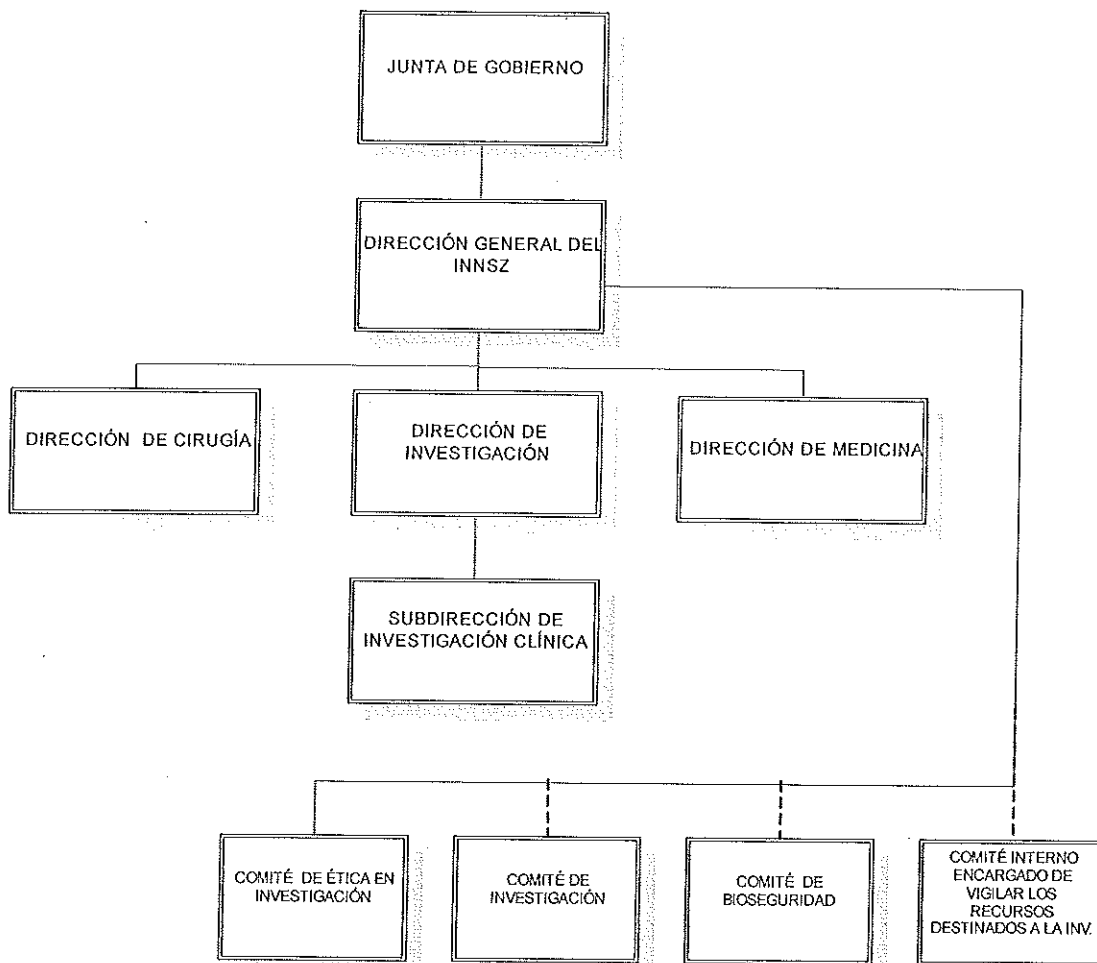 JUNTA DE GOBIERNO
DIRECCIÓN GENERAL DEL
INNSZ
DIRECCIÓN DE CIRUGÍA
DIRECCIÓN DE
INVESTIGACIÓN
DIRECCIÓN DE MEDICINA
SUBDIRECCIÓN DE
INVESTIGACIÓN CLÍNICA
COMITÉ DE ÉTICA EN
INVESTIGACIÓN
COMITÉ DE
INVESTIGACIÓN
COMITÉ DE
BIOSEGURIDAD
COMITÉ INTERNO
ENCARGADO DE
VIGILAR LOS
RECURSOS
DESTINADOS A LA INV.